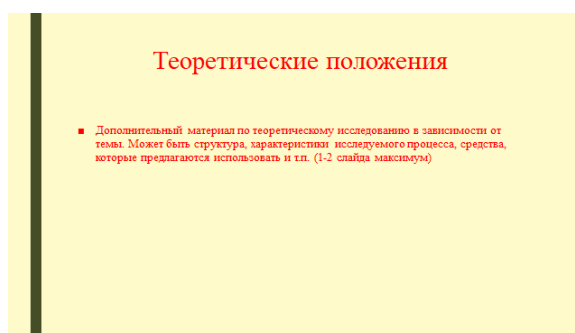 Теоретические положения
Дополнительный материал по теоретическому исследованию в зависимости от
темы. Может быть структура, характеристики исследуемого процесса, средства,
которые предлагаются использовать и т.п. (1-2 слайда максимум)